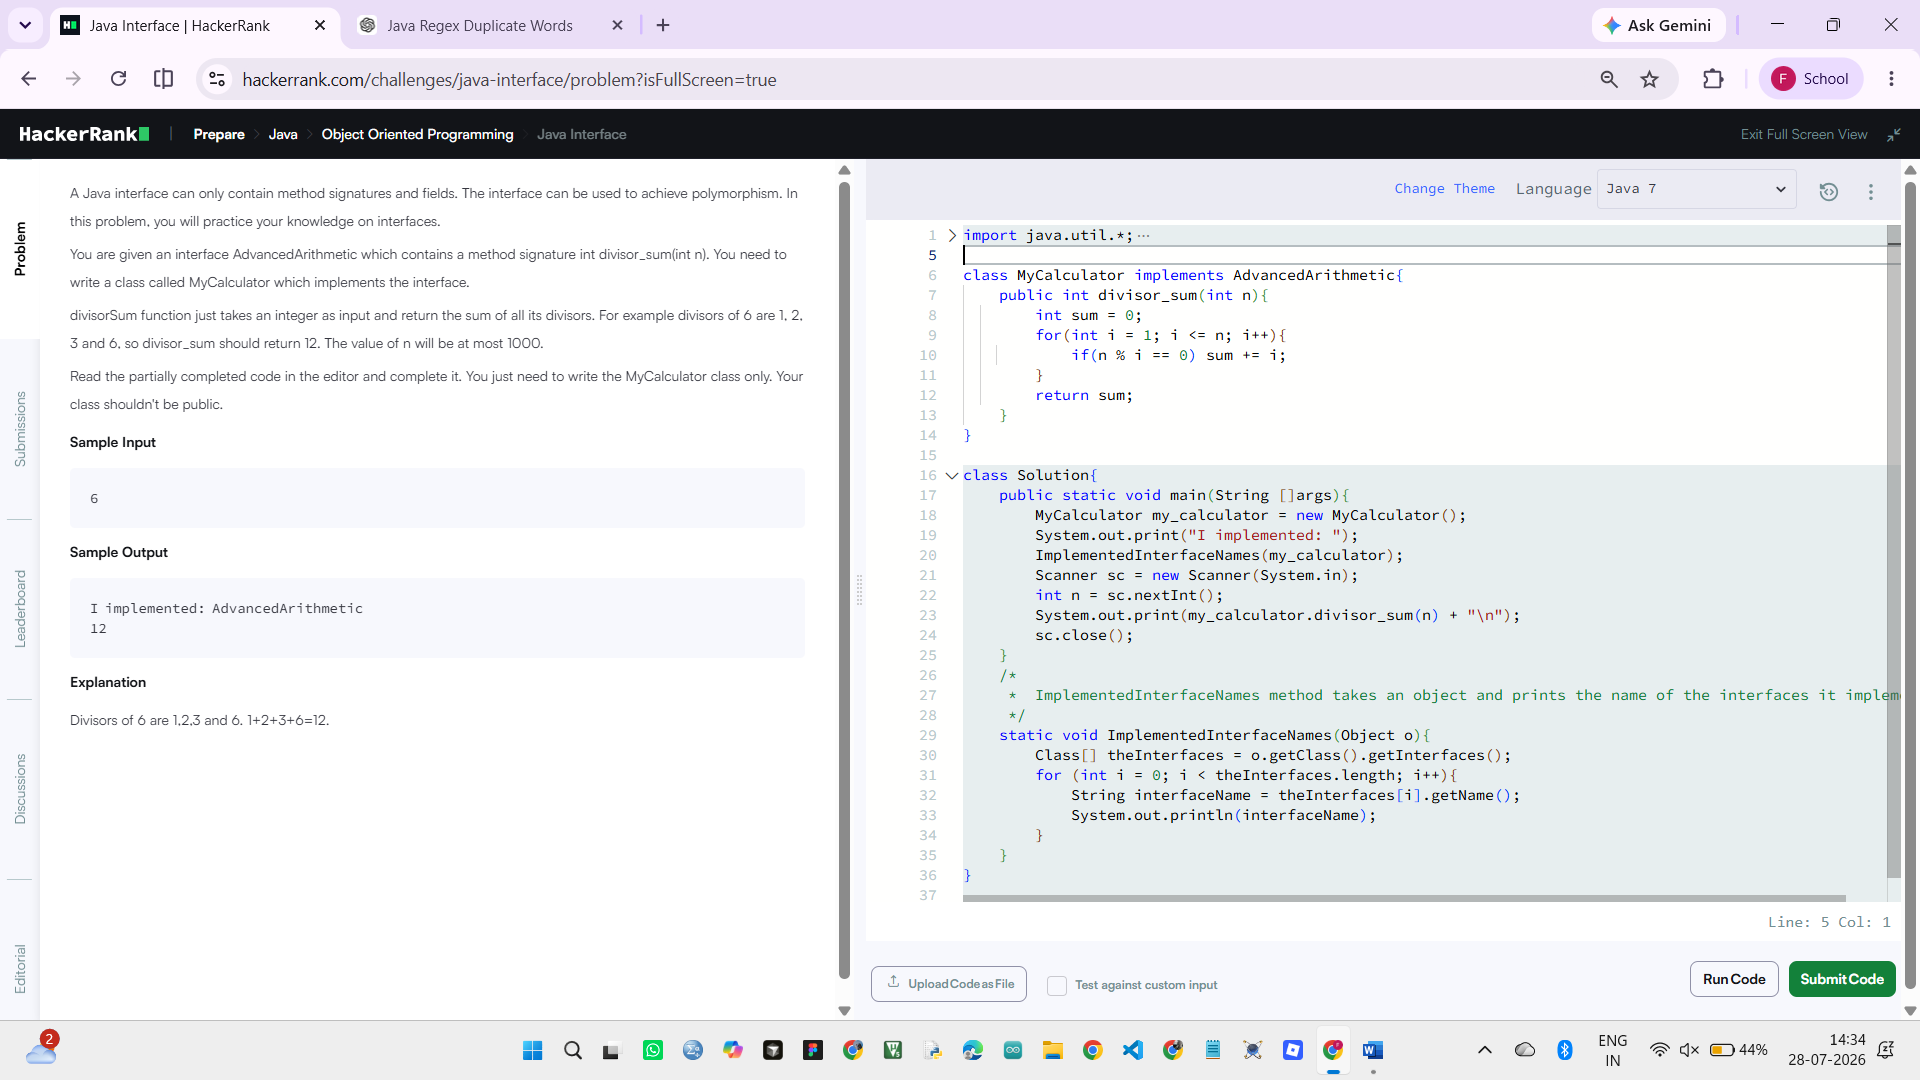 Java Interface | HackerRank
Java Regex Duplicate Words
Ask Gemini
hackerrank.com/challenges/java-interface/problem?isFullScreen=true
F School
HackerRank
Prepare
Java
Object Oriented Programming
Java Interface
Exit Full Screen View
Problem
Submissions
Leaderboard
Discussions
Editorial
A Java interface can only contain method signatures and fields. The interface can be used to achieve polymorphism. In
this problem, you will practice your knowledge on interfaces.
You are given an interface AdvancedArithmetic which contains a method signature int divisor_sum(int n). You need to
write a class called MyCalculator which implements the interface.
divisorSum function just takes an integer as input and return the sum of all its divisors. For example divisors of 6 are 1, 2,
3 and 6, so divisor_sum should return 12. The value of n will be at most 1000.
Read the partially completed code in the editor and complete it. You just need to write the MyCalculator class only. Your
class shouldn't be public.
Sample Input
6
Sample Output
I implemented: AdvancedArithmetic
12
Explanation
Divisors of 6 are 1,2,3 and 6. 1+2+3+6=12.
Change Theme
Language
Java 7
1 import java.util.*; ...
5
6 class MyCalculator implements AdvancedArithmetic{
7 public int divisor_sum(int n){
8 int sum = 0;
9 for(int i = 1; i <= n; i++){
10 if(n % i == 0) sum += i;
11 }
12 return sum;
13 }
14 }
15
16 class Solution{
17 public static void main(String []args){
18 MyCalculator my_calculator = new MyCalculator();
19 System.out.print("I implemented: ");
20 ImplementedInterfaceNames(my_calculator);
21 Scanner sc = new Scanner(System.in);
22 int n = sc.nextInt();
23 System.out.print(my_calculator.divisor_sum(n) + "\n");
24 sc.close();
25 }
26 /*
27 * ImplementedInterfaceNames method takes an object and prints the name of the interfaces it implem
28 */
29 static void ImplementedInterfaceNames(Object o){
30 Class[] theInterfaces = o.getClass().getInterfaces();
31 for (int i = 0; i < theInterfaces.length; i++){
32 String interfaceName = theInterfaces[i].getName();
33 System.out.println(interfaceName);
34 }
35 }
36 }
37
Line: 5 Col: 1
Upload Code as File
Test against custom input
Run Code
Submit Code
2
ENG
IN
44%
14:34
28-07-2026